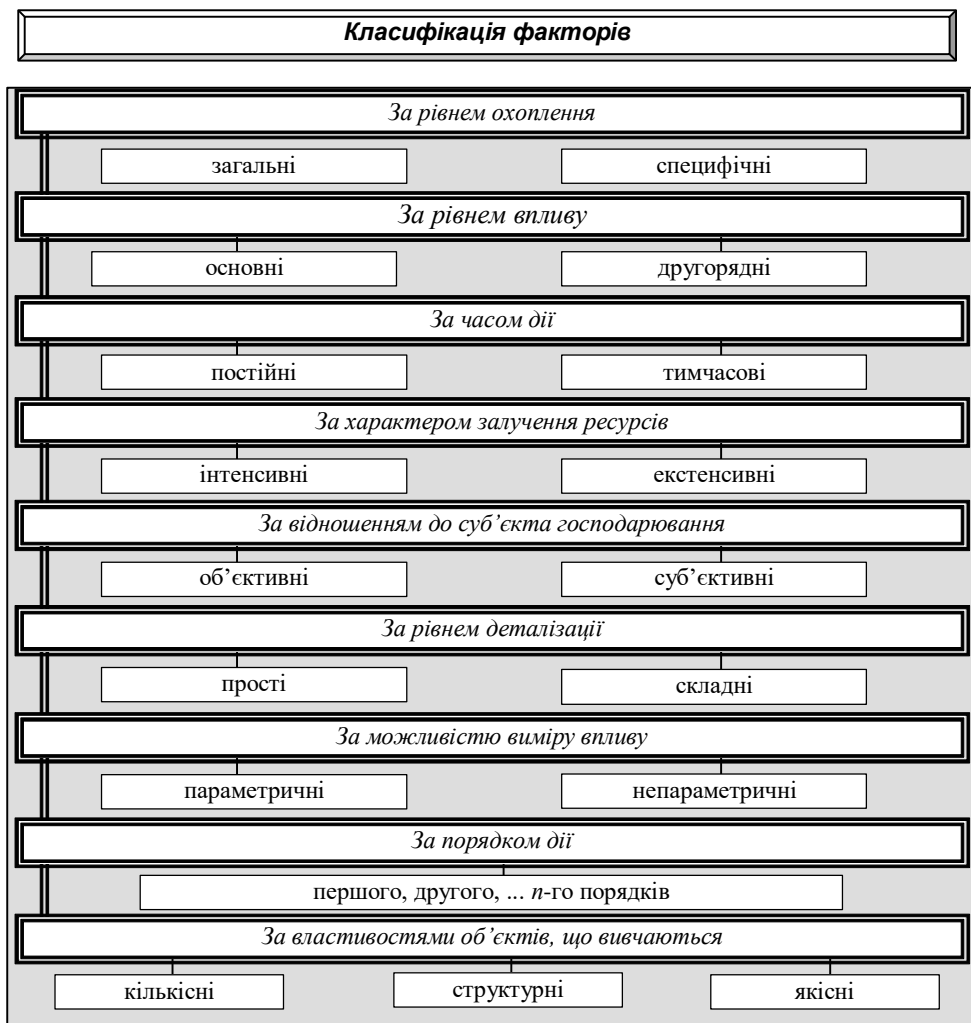 Класифікація факторів
За рівнем охоплення
загальні специфічні
За рівнем впливу
основні другорядні
За часом дії
постійні тимчасові
За характером залучення ресурсів
інтенсивні екстенсивні
За відношенням до суб’єкта господарювання
об’єктивні суб’єктивні
За рівнем деталізації
прості складні
За можливістю виміру впливу
параметричні непараметричні
За порядком дії
першого, другого, ... n-го порядків
За властивостями об’єктів, що вивчаються
кількісні структурні якісні